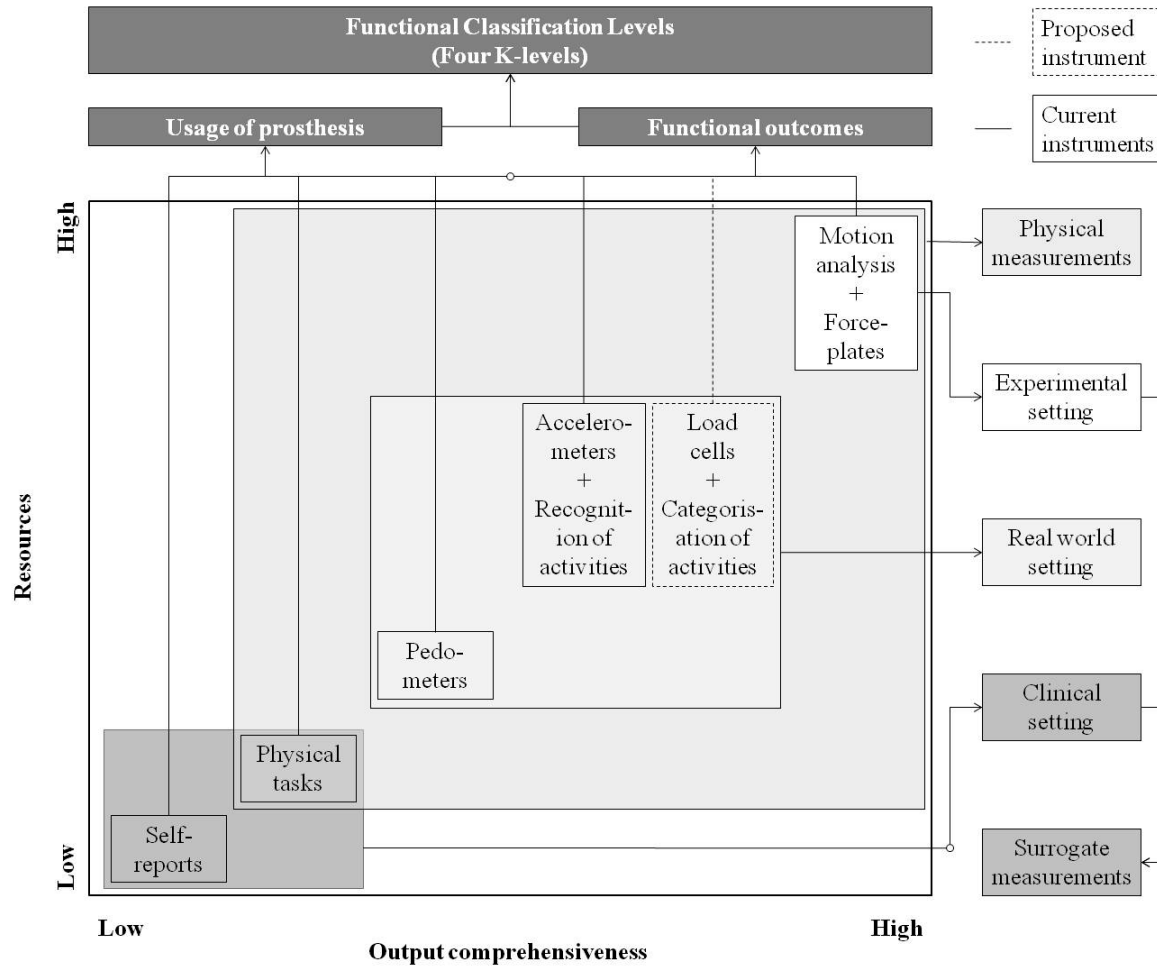 Functional Classification Levels
(Four K-levels)
Usage of prosthesis
Functional outcomes
Proposed
instrument
Current
instruments
High
Resources
Low
Motion
analysis
+
Force-
plates
Accelero-
meters
+
Recognit-
ion of
activities
Load
cells
+
Categoris-
ation of
activities
Pedo-
meters
Physical
tasks
Self-
reports
Physical
measurements
Experimental
setting
Real world
setting
Clinical
setting
Surrogate
measurements
Low
High
Output comprehensiveness